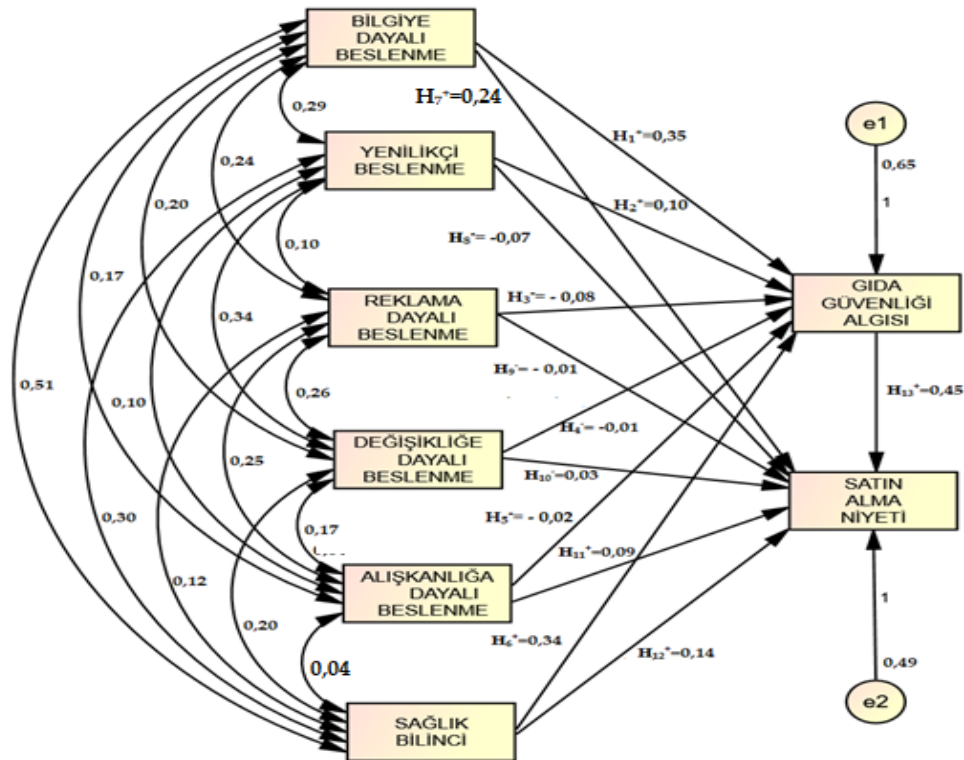 BİLGİYE
DAYALI
BESLENME
H₇⁺=0,24
0,29
e1
H₁⁺=0,35
YENİLİKÇİ
BESLENME
0,24
0,65
1
0,20
H₂⁺=0,10
0,10
H₈⁺= -0,07
0,17
GIDA
GÜVENLİĞİ
ALGISI
REKLAMA
DAYALI
BESLENME
H₃⁺= - 0,08
0,34
0,51
0,26
H₉⁻= - 0,01
H₁₃⁺=0,45
0,10
H₄⁻= -0,01
DEĞİŞİKLİĞE
DAYALI
BESLENME
0,25
H₁₀⁻=0,03
SATIN
ALMA
NİYETİ
0,30
0,17
H₅⁺= - 0,02
H₁₁⁺=0,09
0,12
ALIŞKANLIĞA
DAYALI
BESLENME
1
0,20
H₆⁺=0,34
H₁₂⁺=0,14
0,04
0,49
e2
SAĞLIK
BİLİNCİ